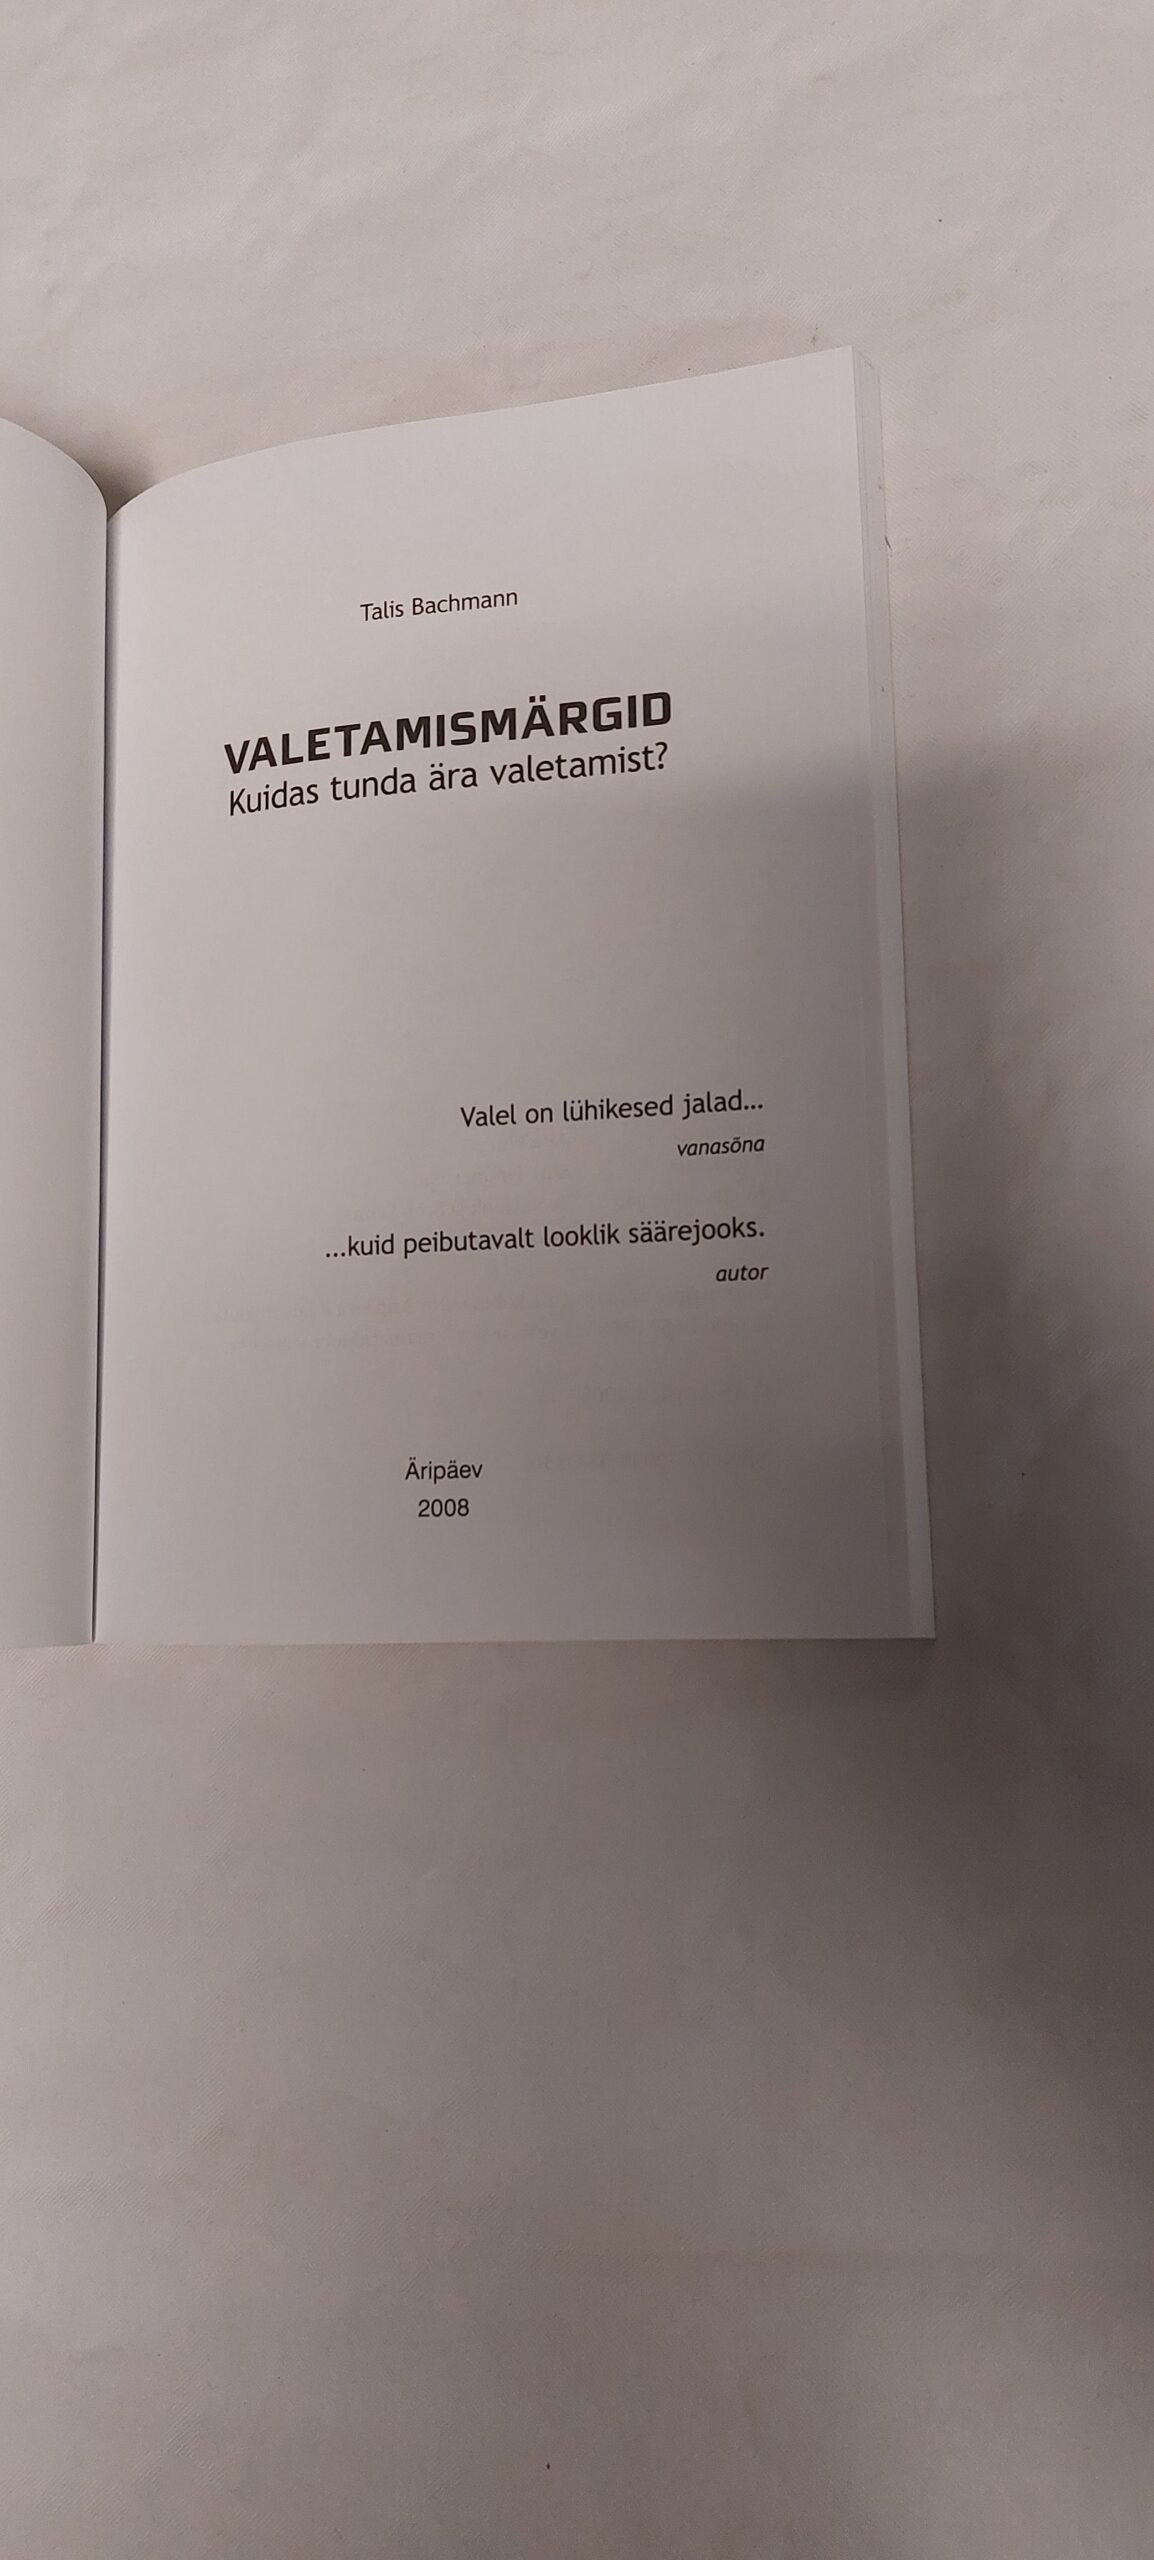 Talis Bachmann
VALETAMISMÄRGID
Kuidas tunda ära valetamist?
Valel on lühikesed jalad...
vanasõna
...kuid peibutavalt looklik säärejooks.
autor
Äripäev
2008